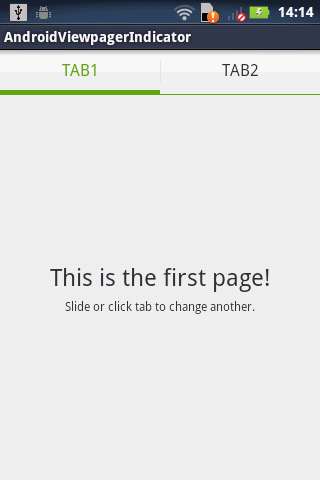 14:14
AndroidViewpagerIndicator
TAB1 TAB2
This is the first page!
Slide or click tab to change another.